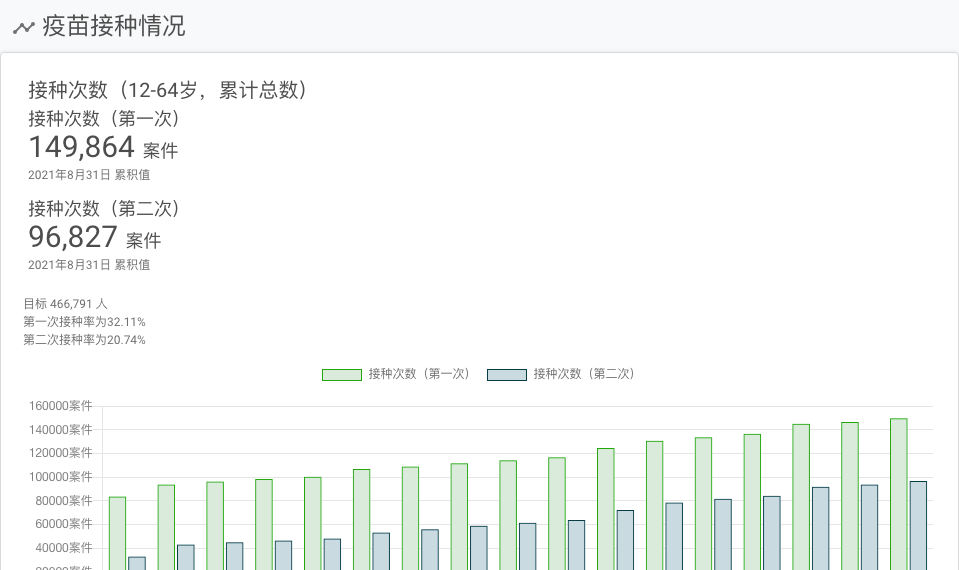 疫苗接种情况
接种次数（12-64岁，累计总数）
接种次数（第一次）
149,864 案件
2021年8月31日 累积值
接种次数（第二次）
96,827 案件
2021年8月31日 累积值
目标 466,791 人
第一次接种率为32.11%
第二次接种率为20.74%
接种次数（第一次） 接种次数（第二次）
160000案件
140000案件
120000案件
100000案件
80000案件
60000案件
40000案件